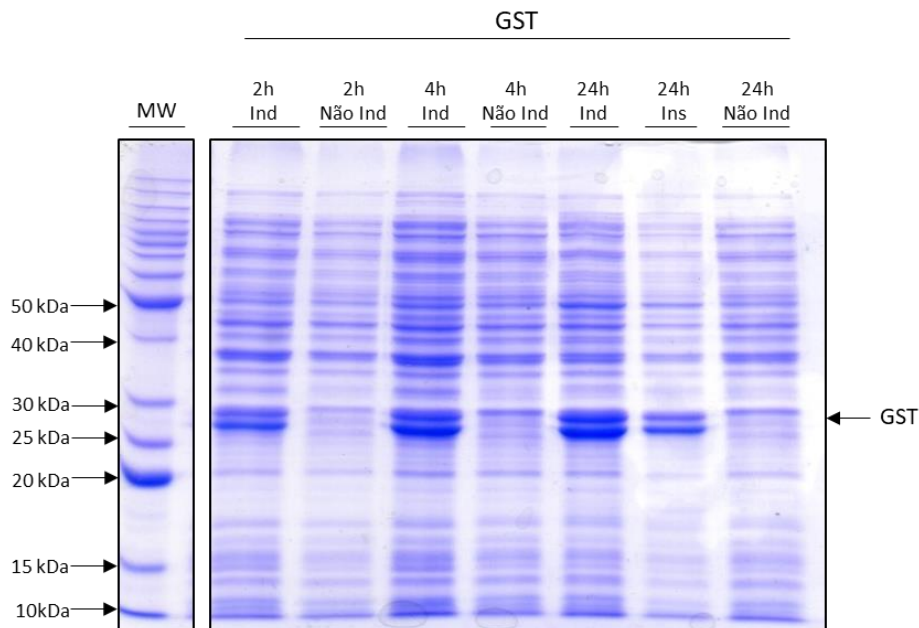 GST
2h
Ind
2h
Não Ind
4h
Ind
4h
Não Ind
24h
Ind
24h
Ins
24h
Não Ind
MW
50 kDa
40 kDa
30 kDa
25 kDa
20 kDa
15 kDa
10kDa
GST